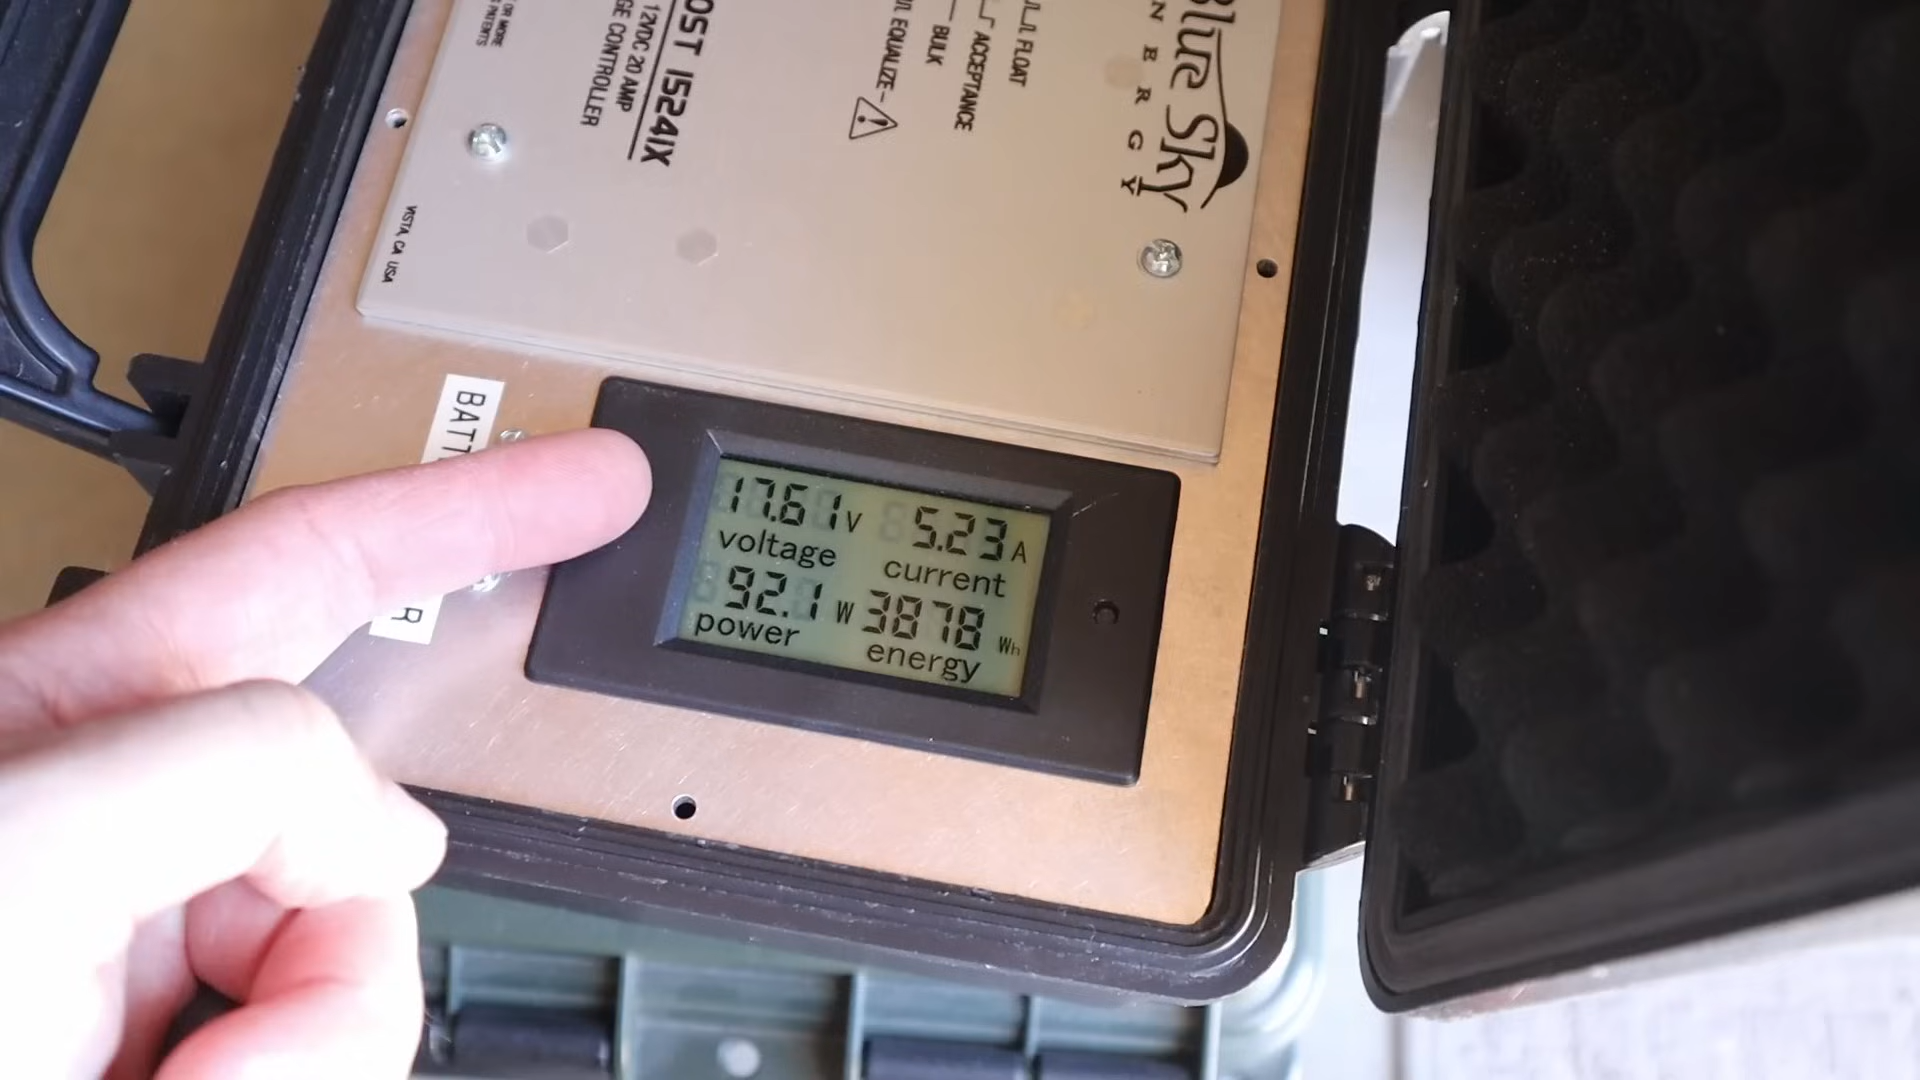 Blue Sky
ENERGY
FLOAT
ACCEPTANCE
BULK
EQUALIZE
OST 1524IX
12VDC 20 AMP
GE CONTROLLER
OR MORE
PATENTS
VISTA, CA USA
BATT
R
17.61 V 5.23 A
voltage current
92.1 W 3878 Wh
power energy